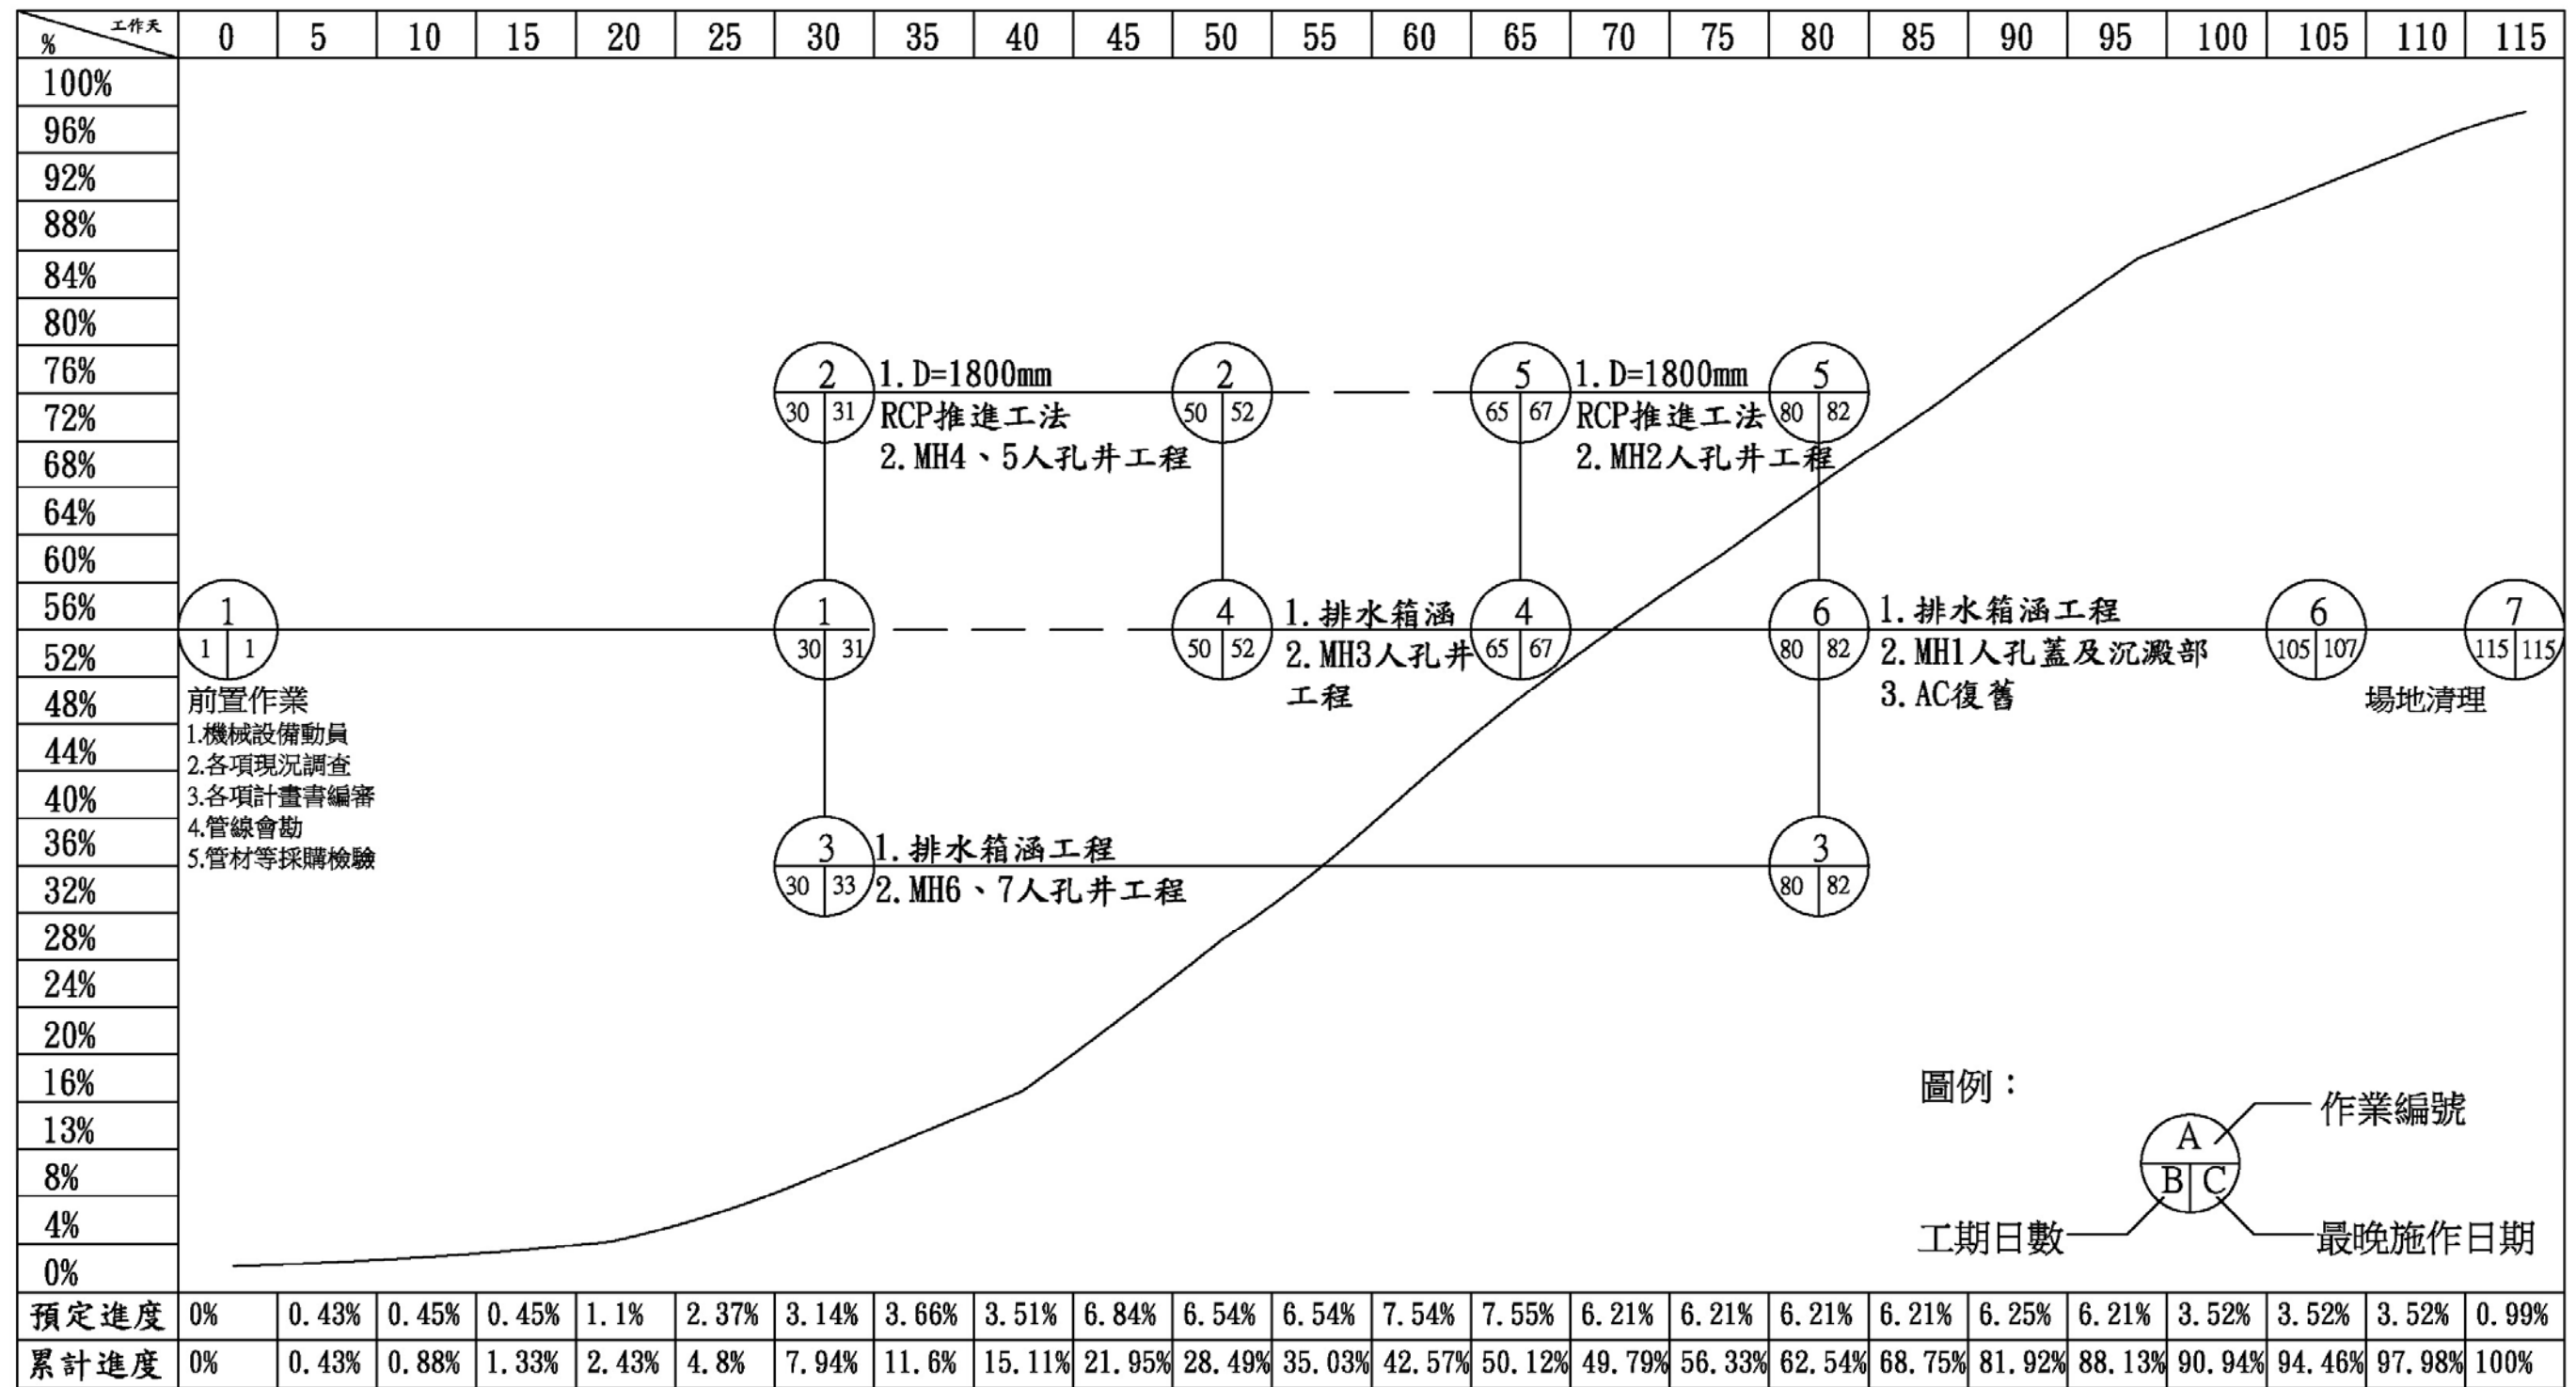 工作天
% 0 5 10 15 20 25 30 35 40 45 50 55 60 65 70 75 80 85 90 95 100 105 110 115
100%
96%
92%
88%
84%
80%
76%
72%
68%
64%
60%
56%
52%
48%
44%
40%
36%
32%
28%
24%
20%
16%
13%
8%
4%
0%
2
30 31
1. D=1800mm
RCP推進工法
2. MH4、5人孔井工程
2
50 52
5
65 67
1. D=1800mm
RCP推進工法
2. MH2人孔井工程
5
80 82
1
1 1
前置作業
1.機械設備動員
2.各項現況調查
3.各項計畫書編審
4.管線會勘
5.管材等採購檢驗
1
30 31
4
50 52
1. 排水箱涵
2. MH3人孔井
工程
4
65 67
6
80 82
1. 排水箱涵工程
2. MH1人孔蓋及沉澱部
3. AC復舊
6
105 107
場地清理
7
115 115
3
30 33
1. 排水箱涵工程
2. MH6、7人孔井工程
3
80 82
圖例：
A
B C
作業編號
工期日數
最晚施作日期
預定進度 0% 0.43% 0.45% 0.45% 1.1% 2.37% 3.14% 3.66% 3.51% 6.84% 6.54% 6.54% 7.54% 7.55% 6.21% 6.21% 6.21% 6.21% 6.25% 6.21% 3.52% 3.52% 3.52% 0.99%
累計進度 0% 0.43% 0.88% 1.33% 2.43% 4.8% 7.94% 11.6% 15.11% 21.95% 28.49% 35.03% 42.57% 50.12% 49.79% 56.33% 62.54% 68.75% 81.92% 88.13% 90.94% 94.46% 97.98% 100%